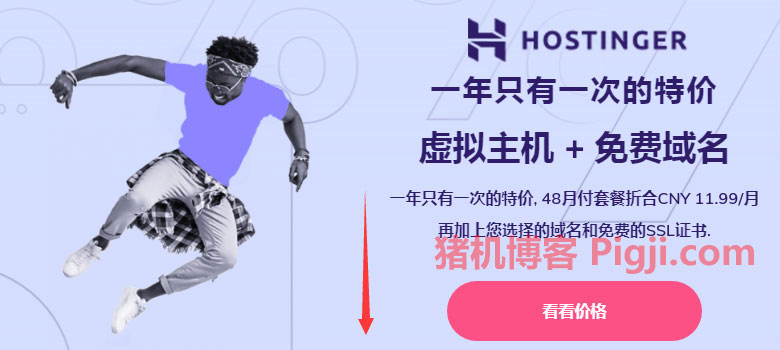 HOSTINGER
一年只有一次的特价
虚拟主机 + 免费域名
一年只有一次的特价, 48月付套餐折合CNY 11.99/月
再加上您选择的域名和免费的SSL证书.
猪机博客 Pigji.com
看看价格